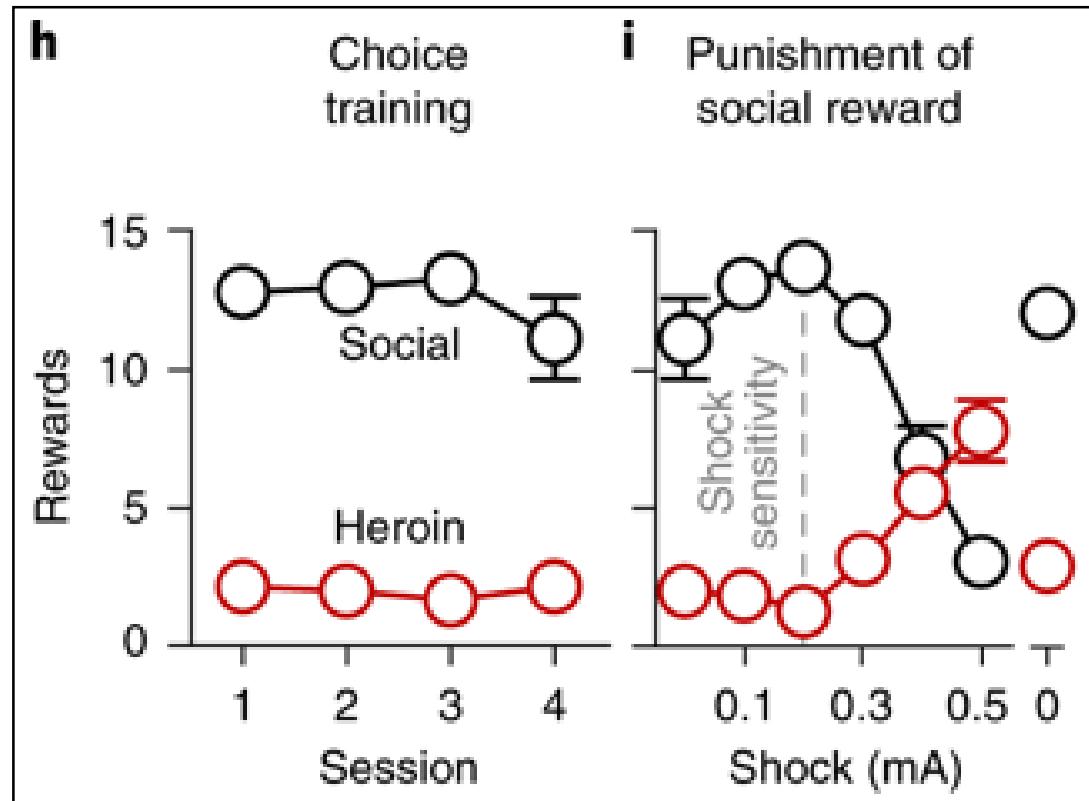 h
Choice
training
i
Punishment of
social reward
Rewards
15
10
5
0
Social
Heroin
1 2 3 4
Session
Shock
sensitivity
0.1 0.3 0.5 0
Shock (mA)